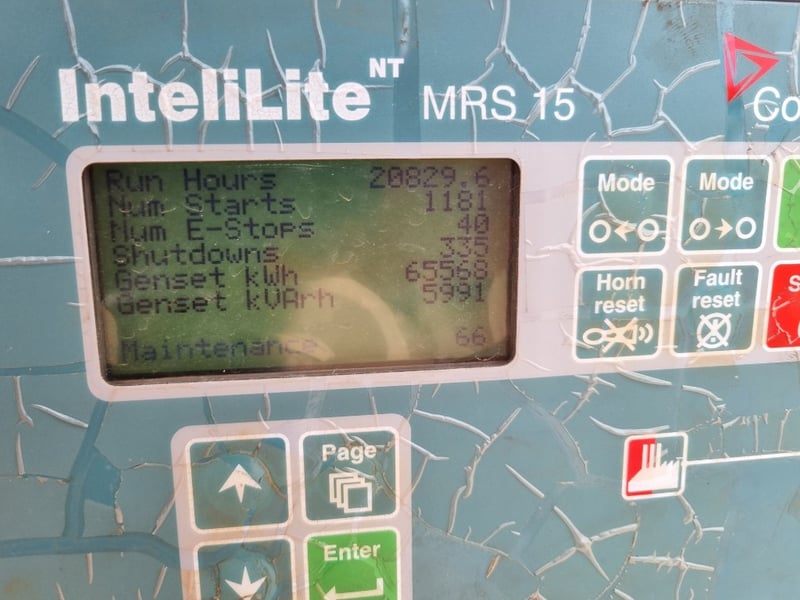 InteliLite NT MRS 15
Co
Run Hours 20829.6
Num Starts 1181
Num E-Stops 40
Shutdowns 335
Genset kWh 65568
Genset kVArh 5991
Maintenance 66
Mode Mode
Horn reset
Fault reset
S
Page
Enter